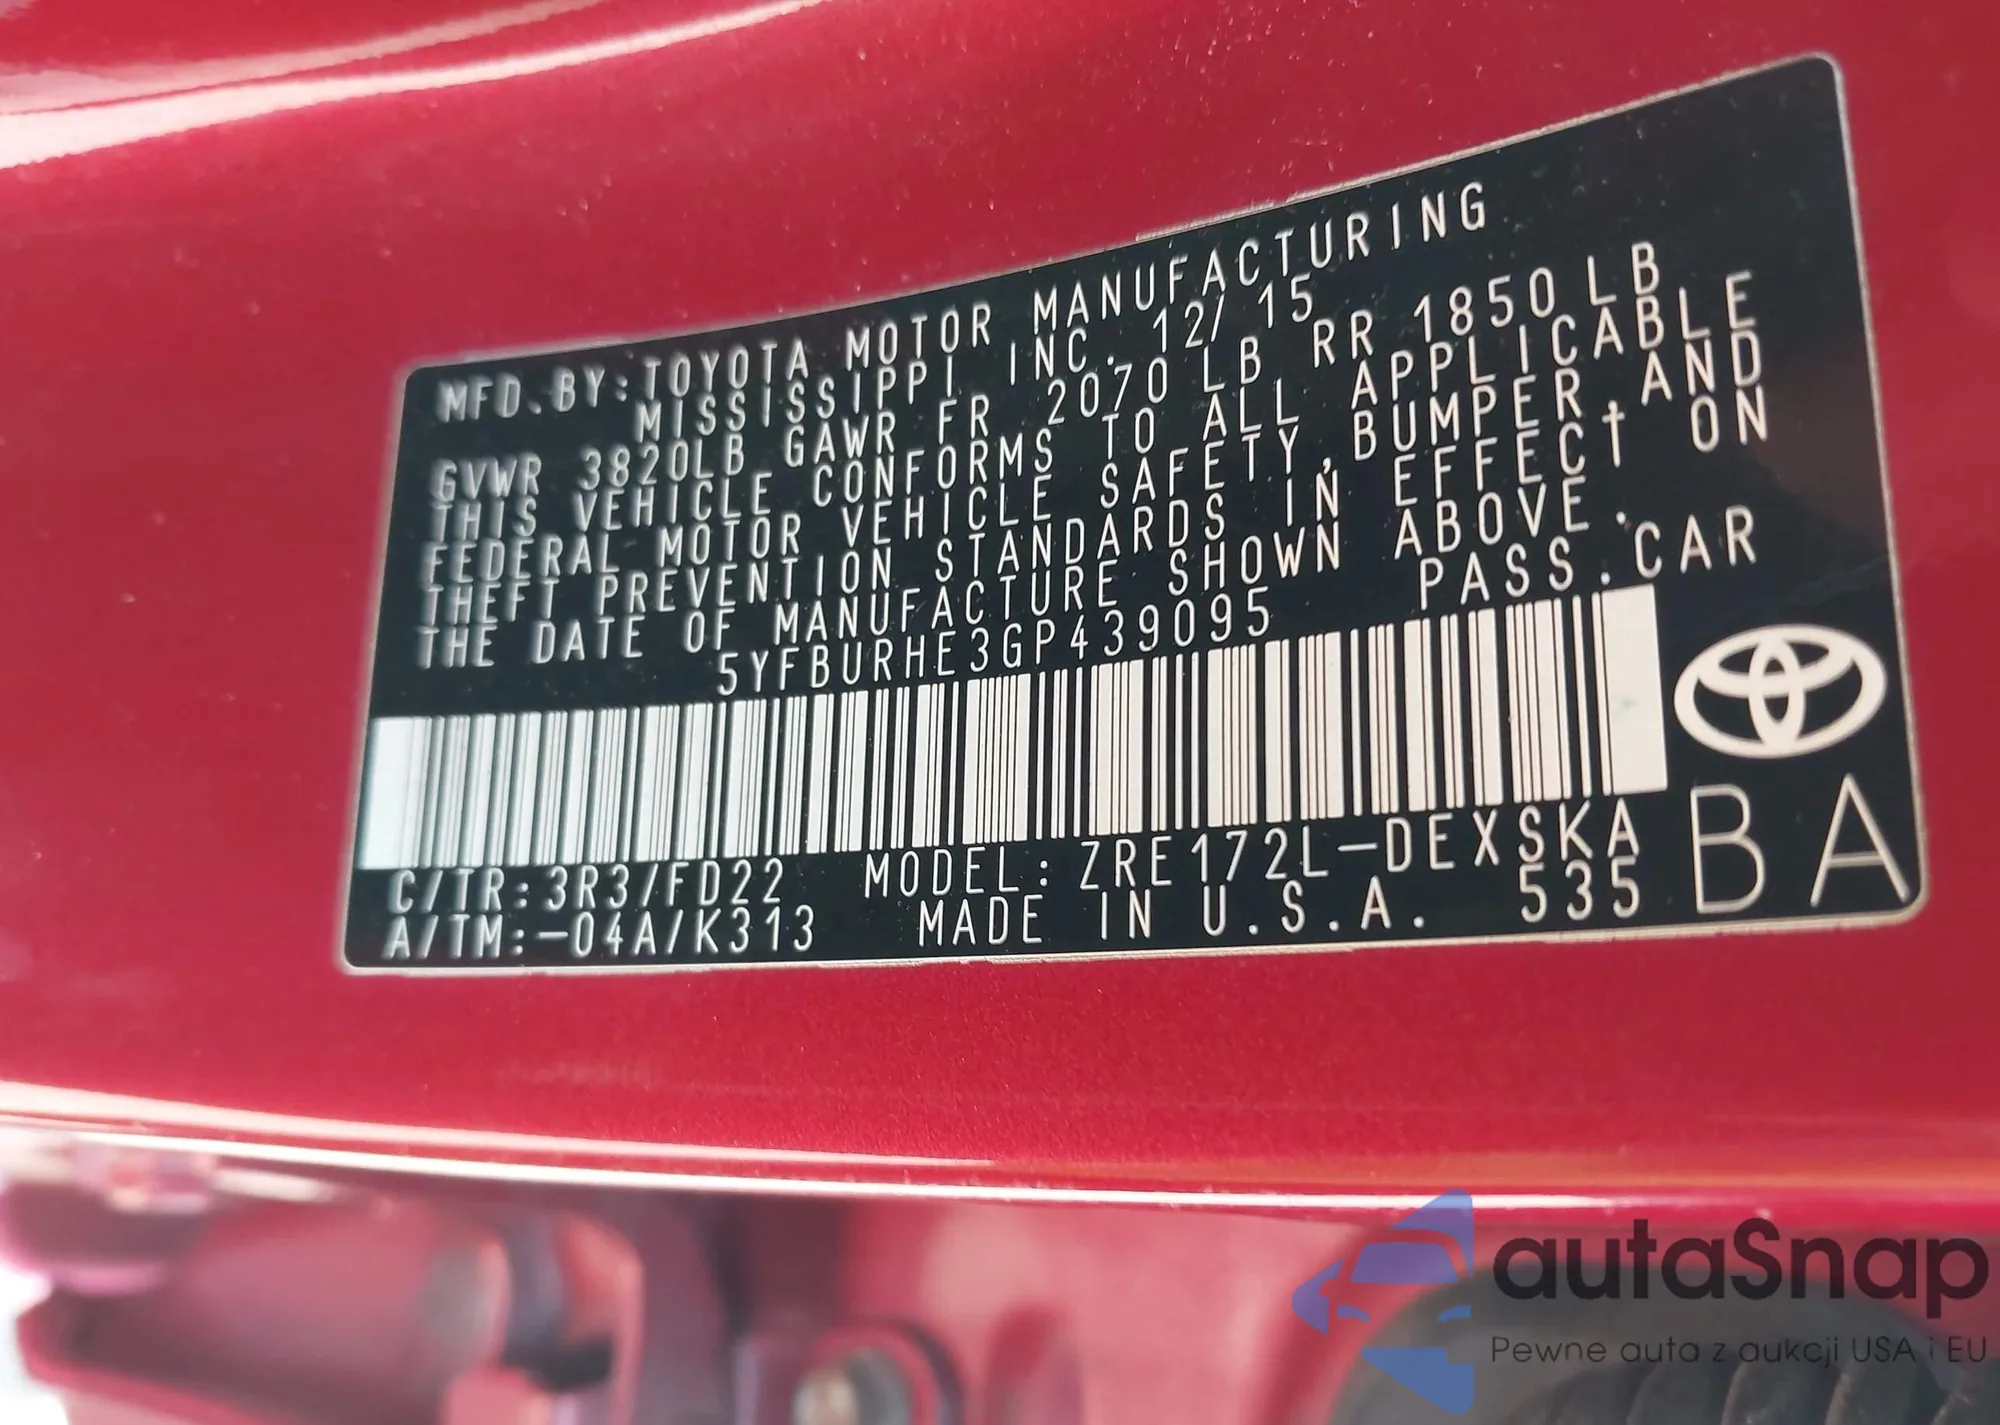 MFD. BY: TOYOTA MOTOR MANUFACTURING
MISSISSIPPI INC. 12/15
GVWR 3820LB GAWR FR 2070 LB RR 1850LB
THIS VEHICLE CONFORMS TO ALL APPLICABLE
FEDERAL MOTOR VEHICLE SAFETY, BUMPER, AND
THEFT PREVENTION STANDARDS IN EFFECT ON
THE DATE OF MANUFACTURE SHOWN ABOVE.
5YFBURHE3GP439095 PASS. CAR
C/TR: 3R3/FD22 MODEL: ZRE172L-DEXSKA
A/TM: -04A/K313 MADE IN U.S.A. 535
BA
autaSnap
Pewne auta z aukcji USA i EU